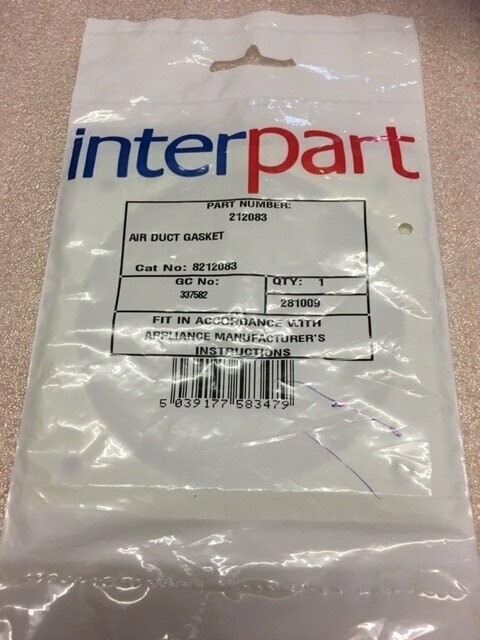 interpart
PART NUMBER:
212083
AIR DUCT GASKET
Cat No: 8212083
GC No:
337582
QTY: 1
281009
FIT IN ACCORDANCE WITH
APPLIANCE MANUFACTURER'S
INSTRUCTIONS
5 039177 583479